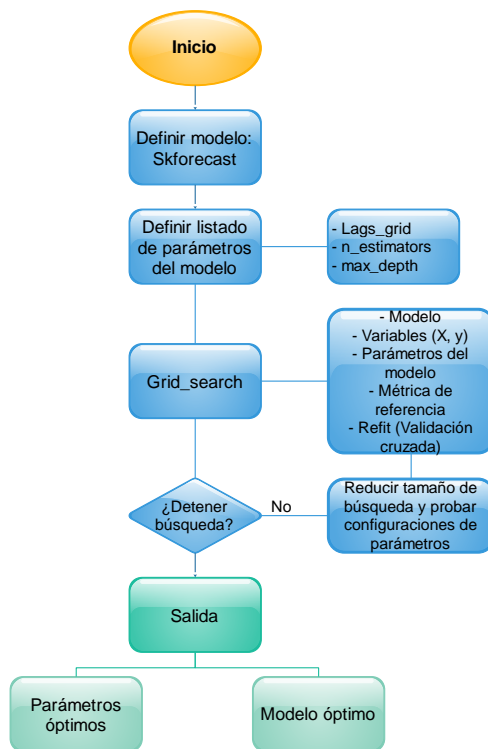 Inicio
Definir modelo:
Skforecast
Definir listado
de parámetros
del modelo
- Lags_grid
- n_estimators
- max_depth
Grid_search
- Modelo
- Variables (X, y)
- Parámetros del
modelo
- Métrica de
referencia
- Refit (Validación
cruzada)
¿Detener
búsqueda?
No
Reducir tamaño de
búsqueda y probar
configuraciones de
parámetros
Salida
Parámetros
óptimos
Modelo óptimo